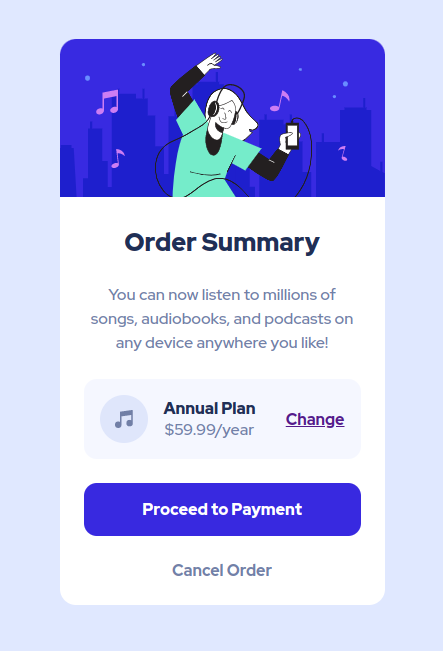 Order Summary
You can now listen to millions of
songs, audiobooks, and podcasts on
any device anywhere you like!
Annual Plan
$59.99/year
Change
Proceed to Payment
Cancel Order